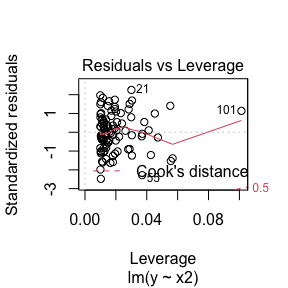 Residuals vs Leverage
Standardized residuals
1
-1
-3
21
101
53
Cook's distance
0.5
0.00 0.04 0.08
Leverage
lm(y ~ x2)